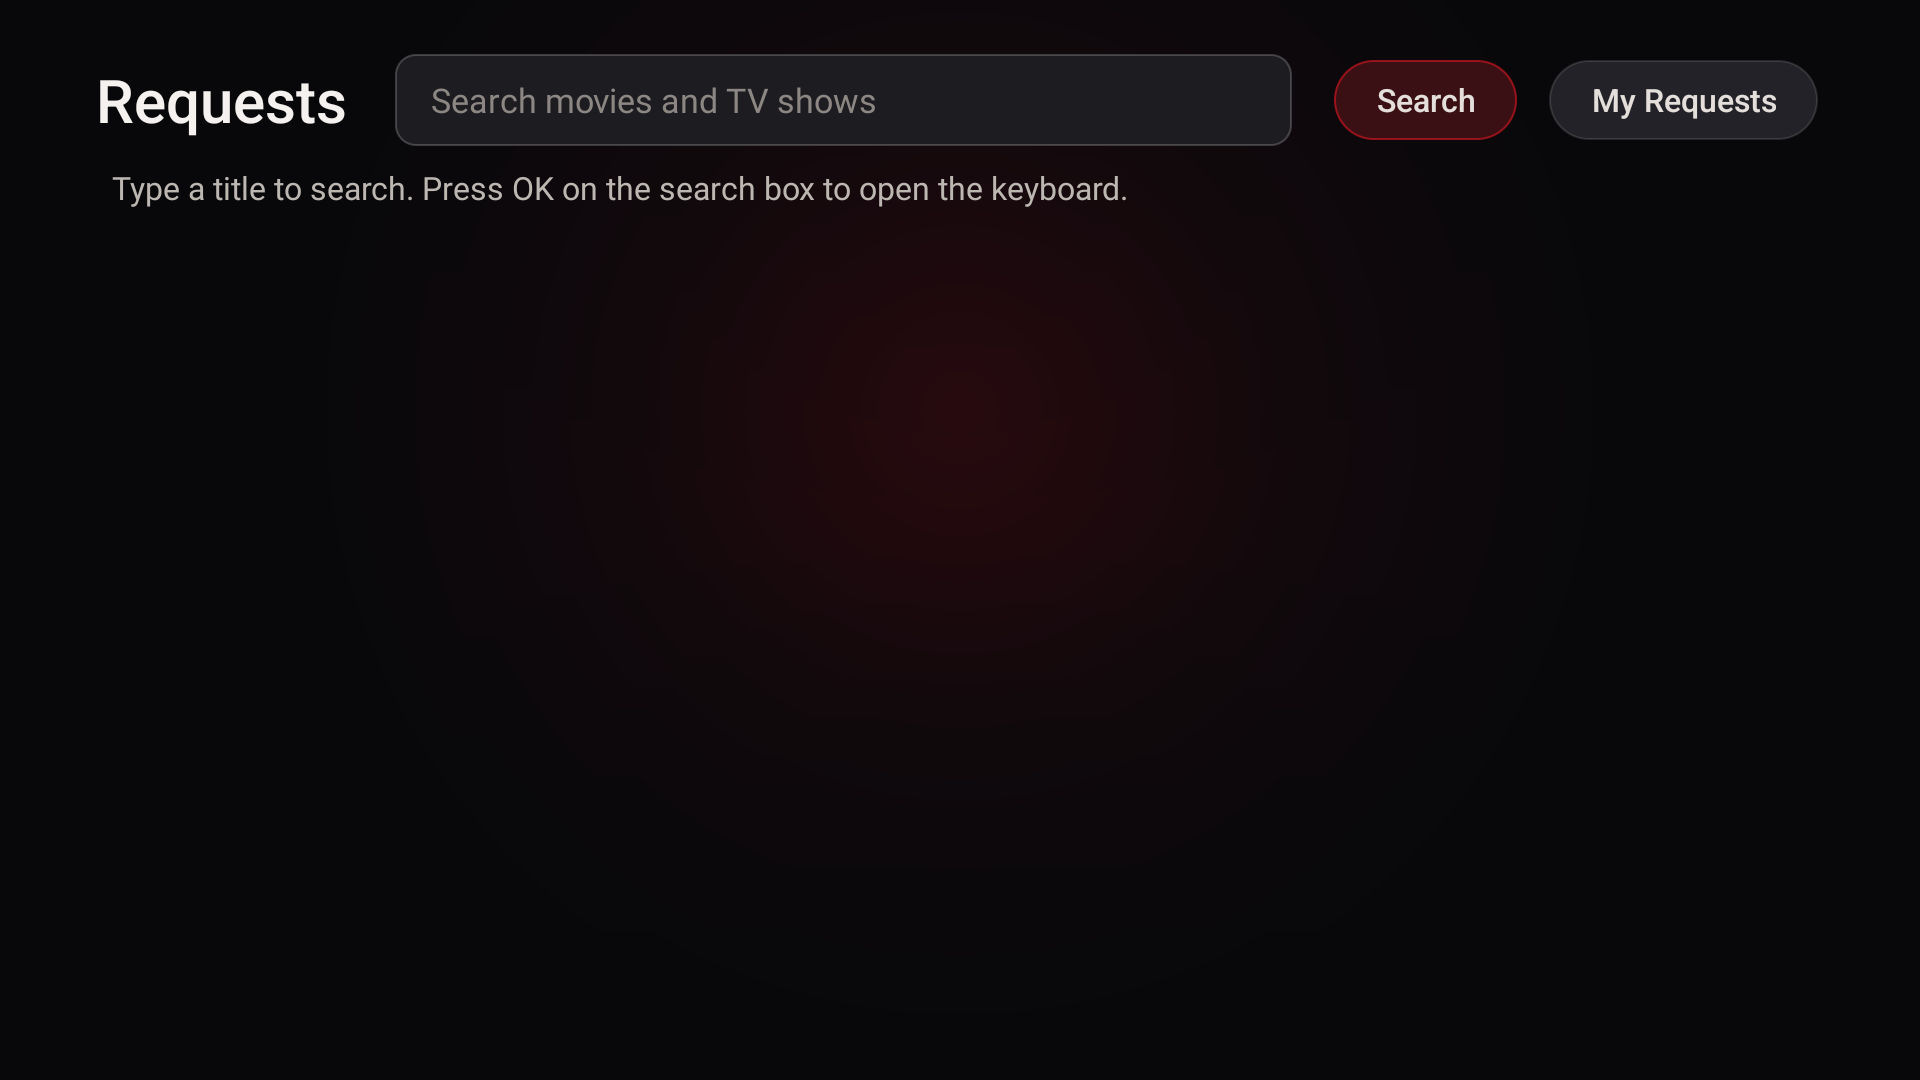 Requests
Search movies and TV shows
Search
My Requests
Type a title to search. Press OK on the search box to open the keyboard.